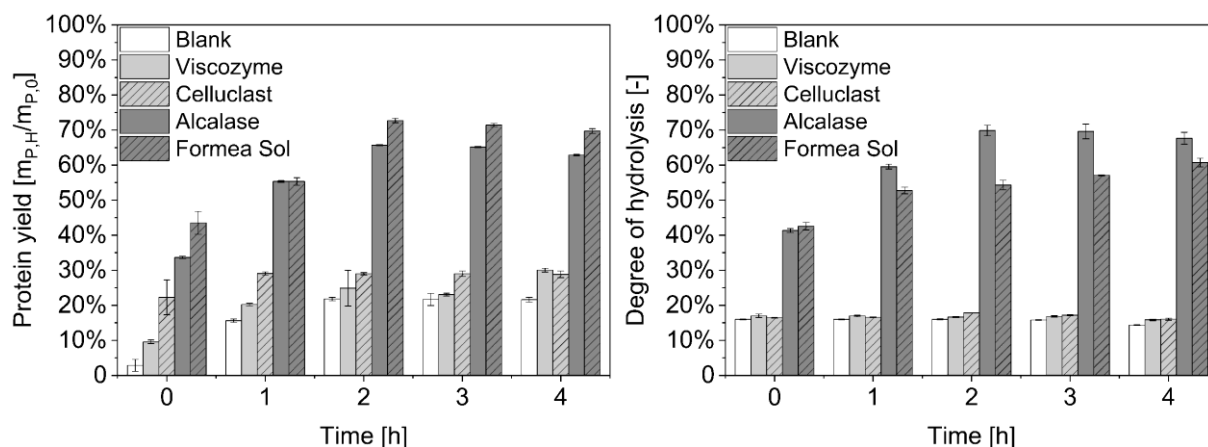 Protein yield [m_P,H/m_P,0]
100%
90%
80%
70%
60%
50%
40%
30%
20%
10%
0
Blank
Viscozyme
Celluclast
Alcalase
Formea Sol
0 1 2 3 4
Time [h]
Degree of hydrolysis [-]
100%
90%
80%
70%
60%
50%
40%
30%
20%
10%
0
Blank
Viscozyme
Celluclast
Alcalase
Formea Sol
0 1 2 3 4
Time [h]